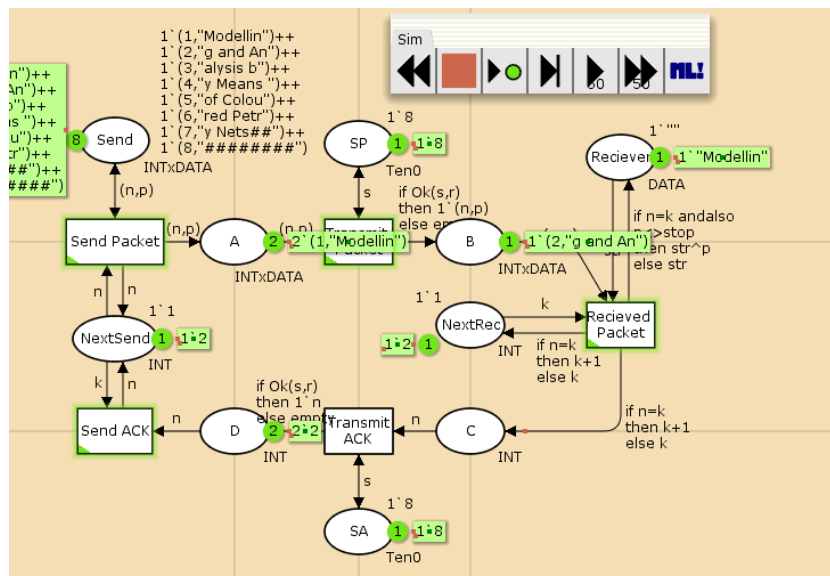 Sim
50
ML!
1`(1,"Modellin")++
1`(2,"g and An")++
1`(3,"alysis b")++
1`(4,"y Means ")++
1`(5,"of Colou")++
1`(6,"red Petr")++
1`(7,"y Nets##")++
1`(8,"########")
n")++
An")++
")++
s ")++
u")++
tr")++
##")++
####")
8
Send
INTxDATA
(n,p)
1`8
SP
1
1`8
Ten0
s
1`""
Reciever
1
1`"Modellin"
DATA
if Ok(s,r)
then 1`(n,p)
else
Send Packet
(n,p)
A
2
2`(1,"Modellin")
(n,p)
INTxDATA
Transmit
Packet
B
1
1`(2,"g and An")
INTxDATA
if n=k andalso
<>stop
then str^p
else str
n
n
1`1
NextSend
1
1`2
INT
1`1
NextRec
1`2
1
INT
k
if n=k
then k+1
else k
Recieved
Packet
k
n
Send ACK
n
D
2
2`2
INT
if Ok(s,r)
then 1`n
else empty
Transmit
ACK
n
C
INT
if n=k
then k+1
else k
s
1`8
SA
1
1`8
Ten0